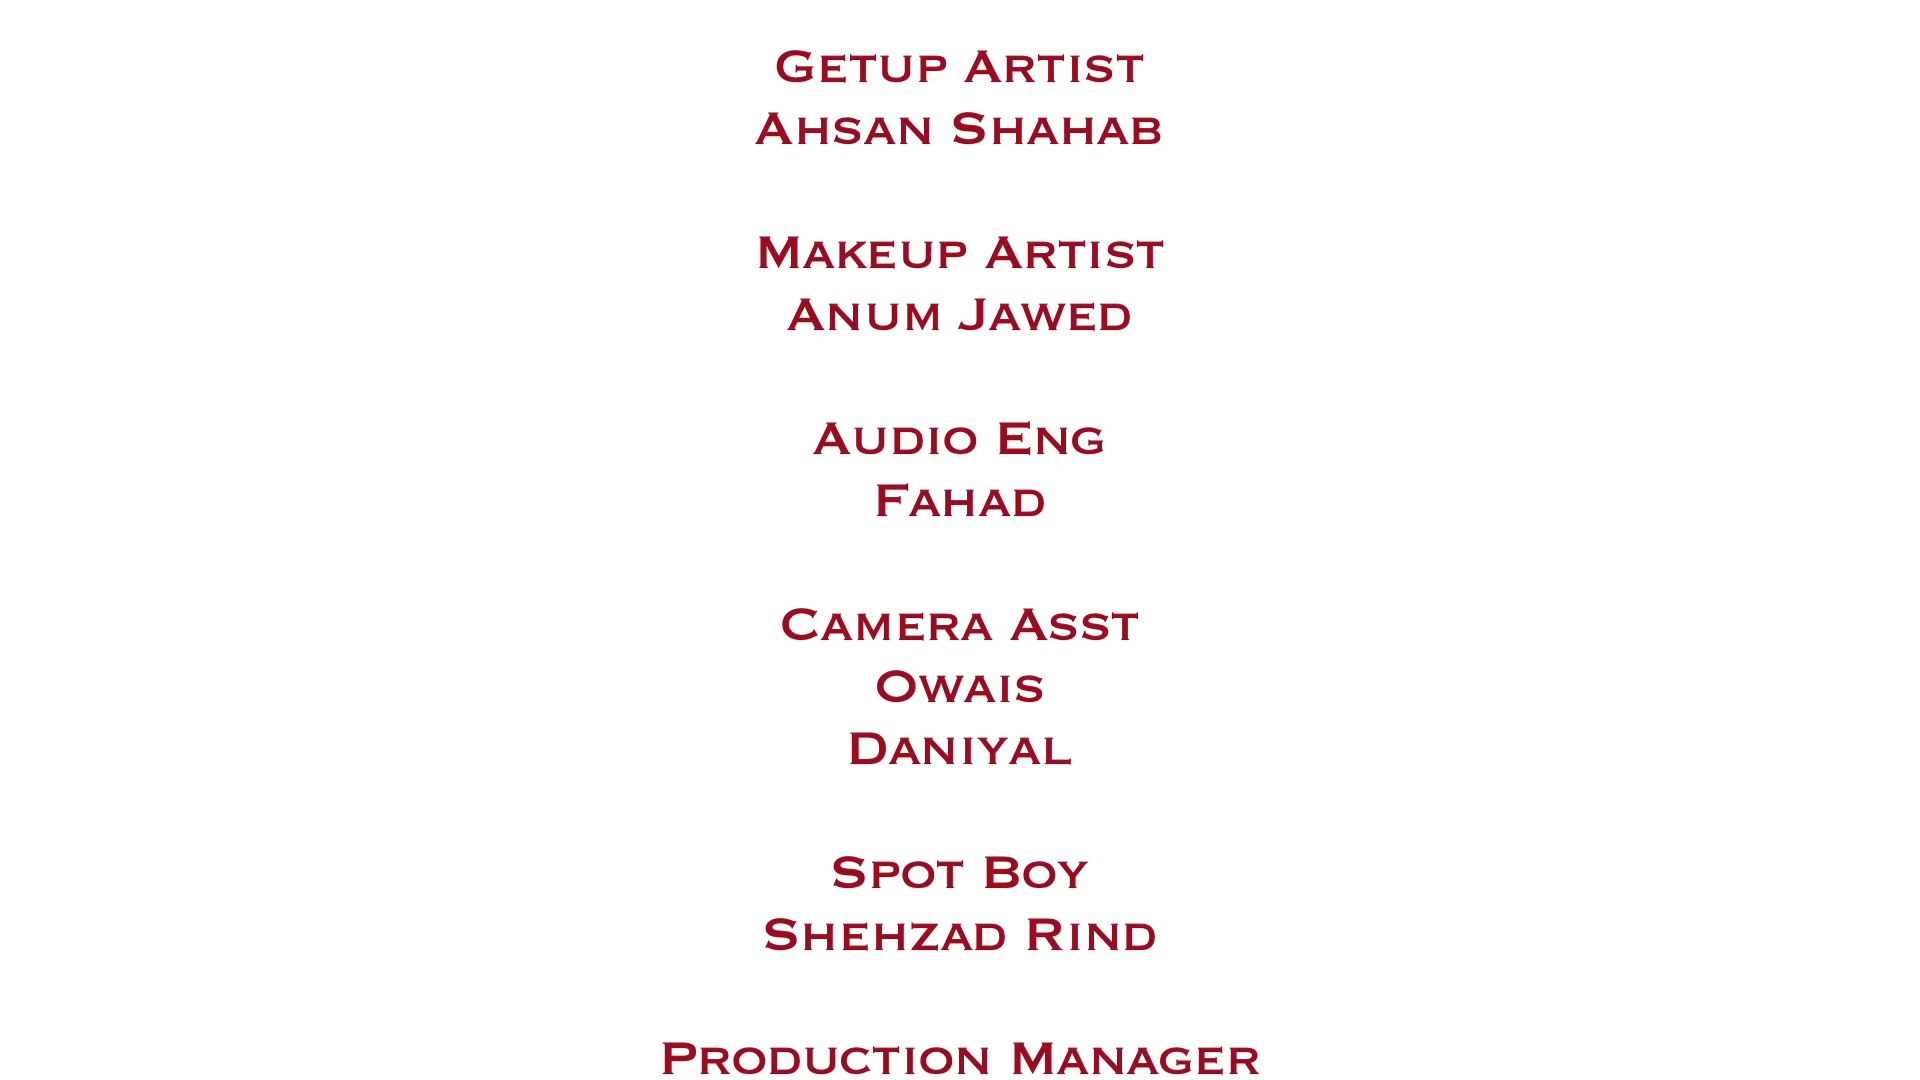 Getup Artist
Ahsan Shahab
Makeup Artist
Anum Jawed
Audio Eng
Fahad
Camera Asst
Owais
Daniyal
Spot Boy
Shehzad Rind
Production Manager